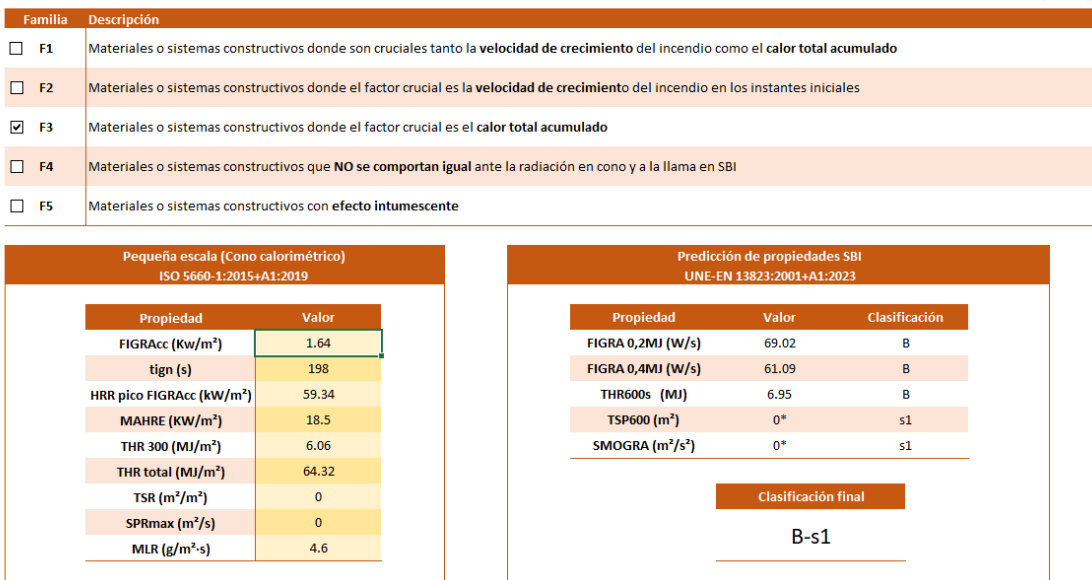 Familia Descripción
F1 Materiales o sistemas constructivos donde son cruciales tanto la velocidad de crecimiento del incendio como el calor total acumulado
F2 Materiales o sistemas constructivos donde el factor crucial es la velocidad de crecimiento del incendio en los instantes iniciales
F3 Materiales o sistemas constructivos donde el factor crucial es el calor total acumulado
F4 Materiales o sistemas constructivos que NO se comportan igual ante la radiación en cono y a la llama en SBI
F5 Materiales o sistemas constructivos con efecto intumescente
Pequeña escala (Cono calorimétrico)
ISO 5660-1:2015+A1:2019
Propiedad Valor
FIGRAcc (Kw/m²) 1.64
tign (s) 198
HRR pico FIGRAcc (kW/m²) 59.34
MAHRE (KW/m²) 18.5
THR 300 (MJ/m²) 6.06
THR total (MJ/m²) 64.32
TSR (m²/m²) 0
SPRmax (m²/s) 0
MLR (g/m²·s) 4.6
Predicción de propiedades SBI
UNE-EN 13823:2001+A1:2023
Propiedad Valor Clasificación
FIGRA 0,2MJ (W/s) 69.02 B
FIGRA 0,4MJ (W/s) 61.09 B
THR600s (MJ) 6.95 B
TSP600 (m²) 0* s1
SMOGRA (m²/s²) 0* s1
Clasificación final
B-s1